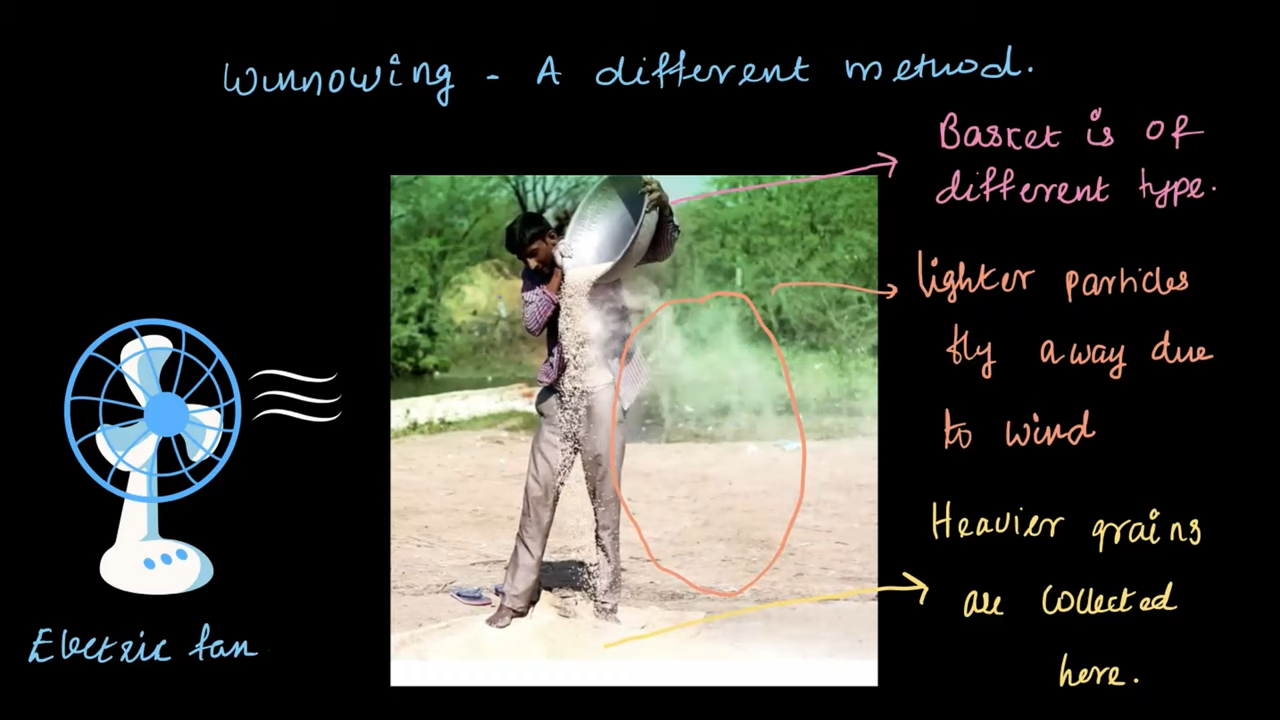 Winnowing - A different method.
Basket is of
different type.
lighter particles
fly away due
to wind
Heavier grains
are collected
here.
Electric fan